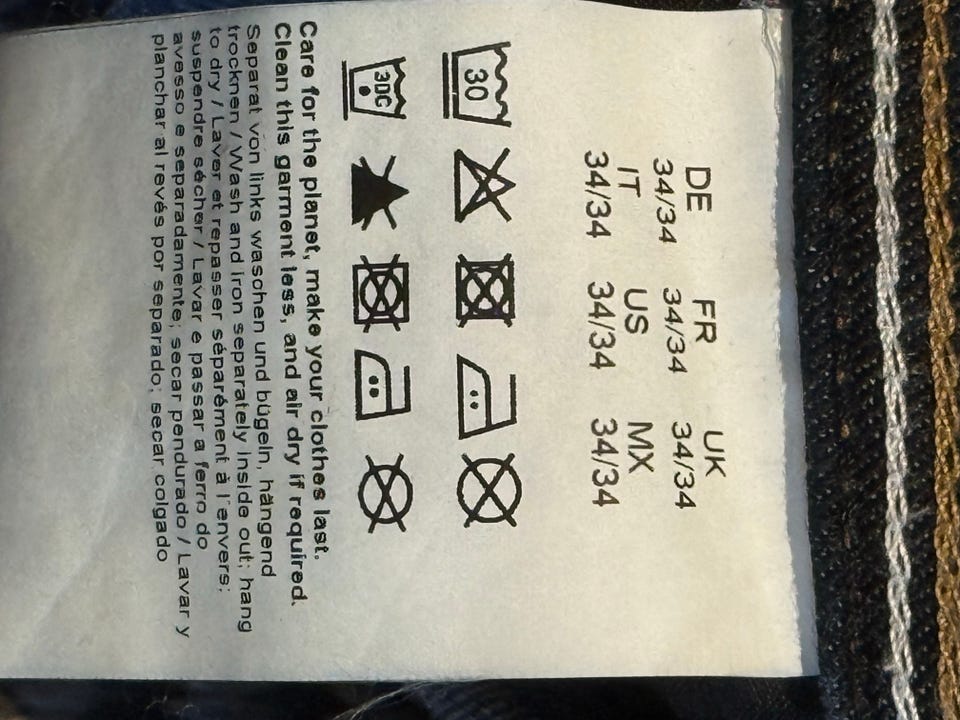 DE FR UK
34/34 34/34 34/34
IT US MX
34/34 34/34 34/34
30
30C
Care for the planet, make your clothes last.
Clean this garment less, and air dry if required.
Separat von links waschen und bügeln, hängend
trocknen / Wash and iron separately inside out; hang
to dry / Laver et repasser séparément à l'envers;
suspendre sécher / Lavar e passar a ferro do
avesso e separadamente; secar pendurado / Lavar y
planchar al revés por separado; secar colgado